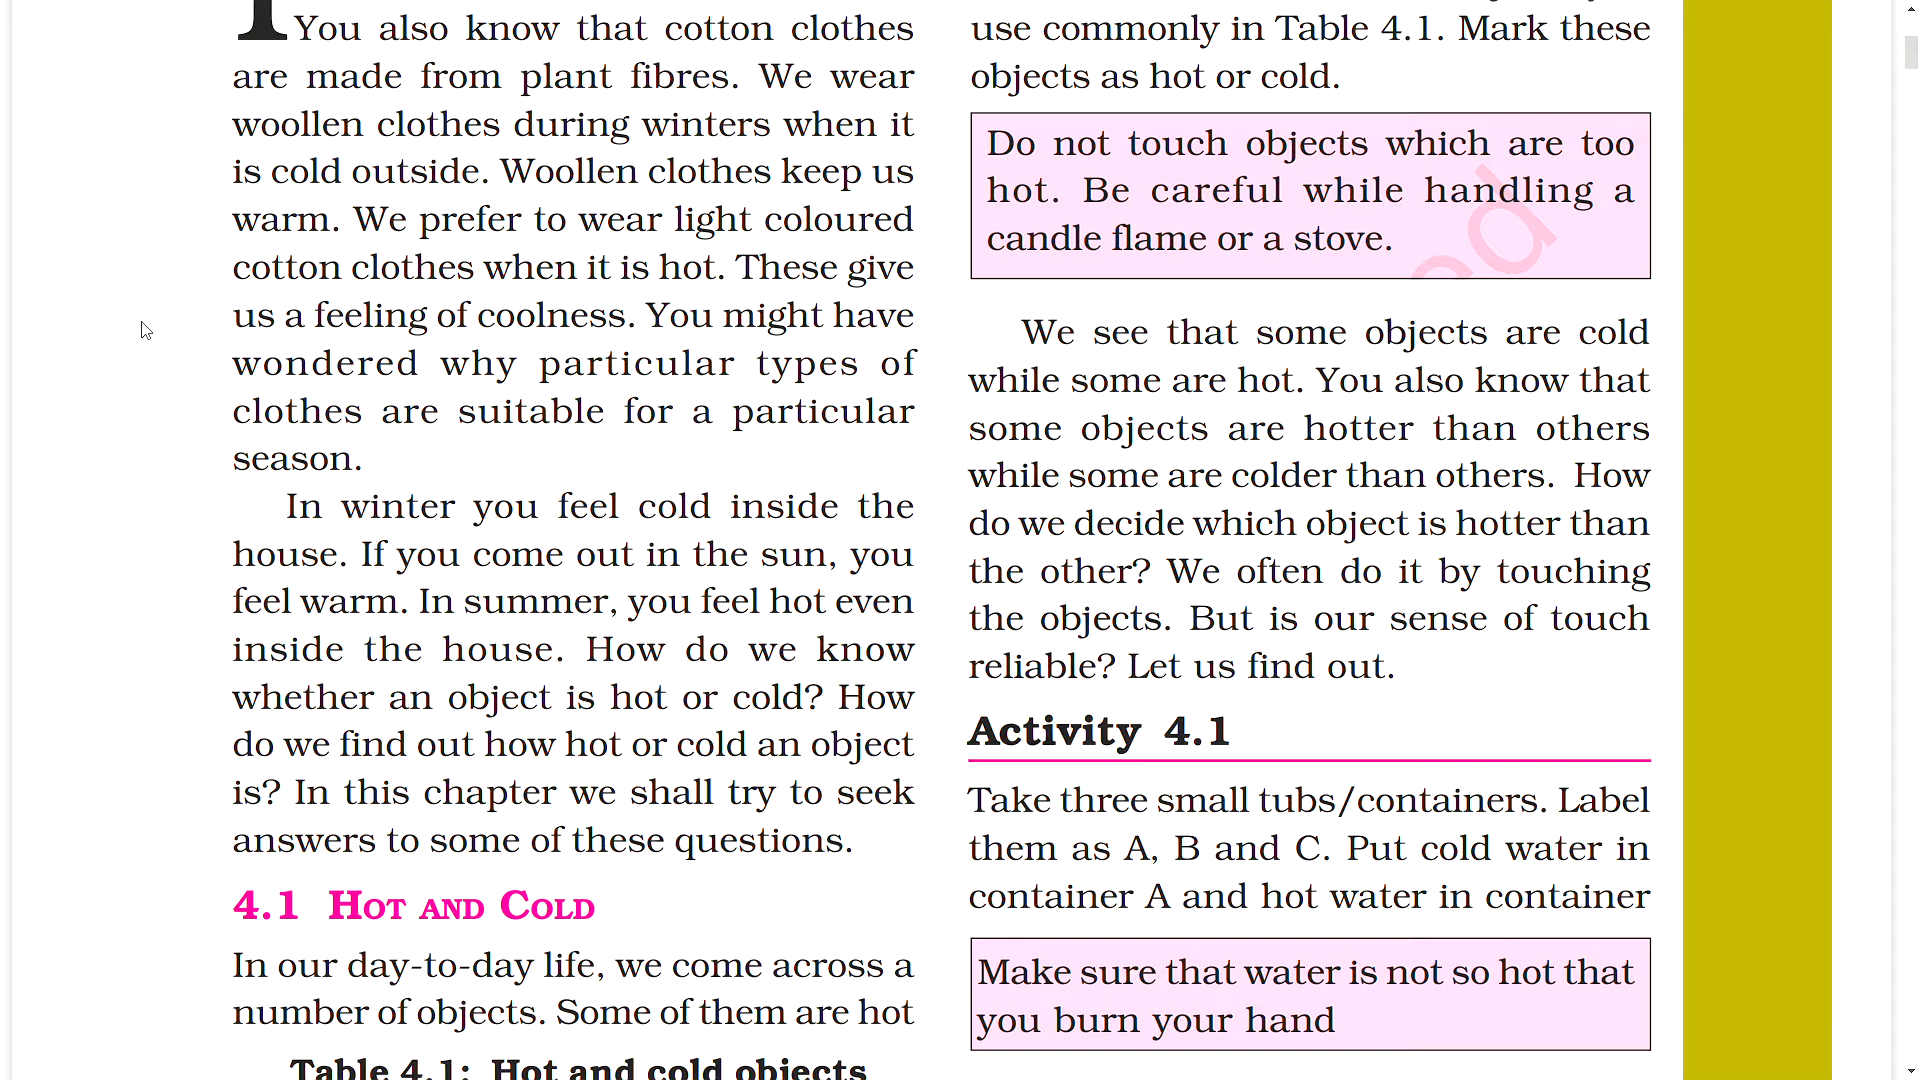 You also know that cotton clothes
are made from plant fibres. We wear
woollen clothes during winters when it
is cold outside. Woollen clothes keep us
warm. We prefer to wear light coloured
cotton clothes when it is hot. These give
us a feeling of coolness. You might have
wondered why particular types of
clothes are suitable for a particular
season.
In winter you feel cold inside the
house. If you come out in the sun, you
feel warm. In summer, you feel hot even
inside the house. How do we know
whether an object is hot or cold? How
do we find out how hot or cold an object
is? In this chapter we shall try to seek
answers to some of these questions.
4.1 HOT AND COLD
In our day-to-day life, we come across a
number of objects. Some of them are hot
Table 4.1: Hot and cold objects
use commonly in Table 4.1. Mark these
objects as hot or cold.
Do not touch objects which are too
hot. Be careful while handling a
candle flame or a stove.
We see that some objects are cold
while some are hot. You also know that
some objects are hotter than others
while some are colder than others. How
do we decide which object is hotter than
the other? We often do it by touching
the objects. But is our sense of touch
reliable? Let us find out.
Activity 4.1
Take three small tubs/containers. Label
them as A, B and C. Put cold water in
container A and hot water in container
Make sure that water is not so hot that
you burn your hand